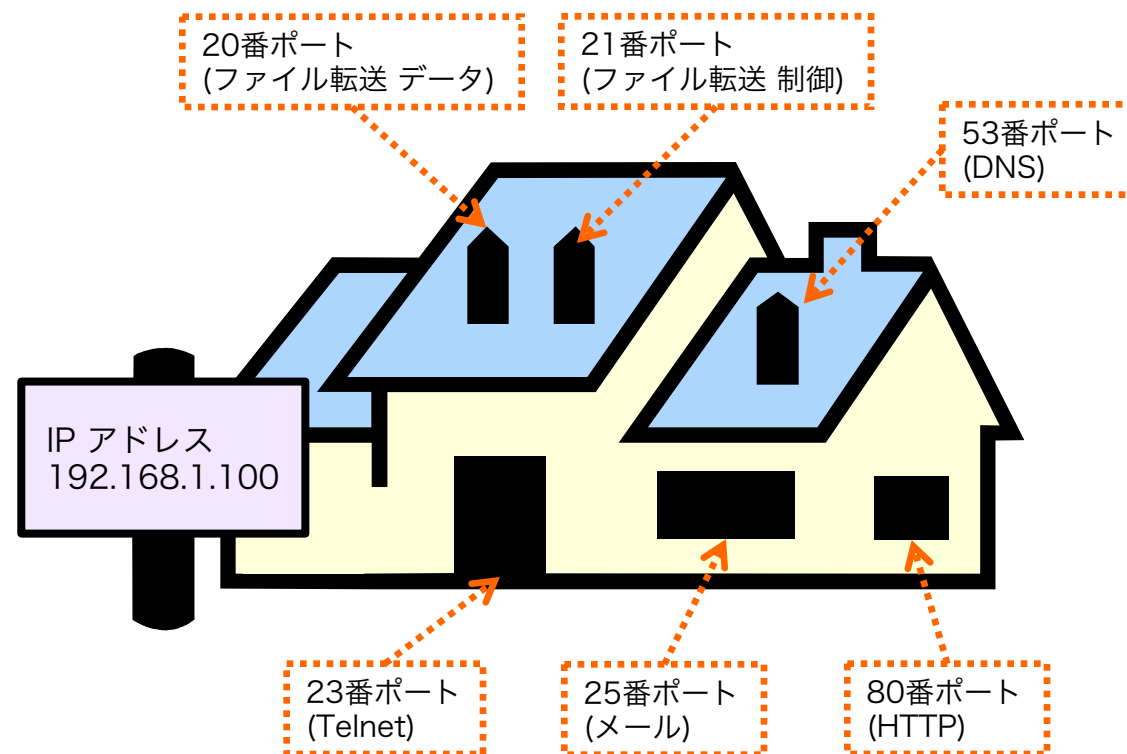 20番ポート
(ファイル転送 データ)
21番ポート
(ファイル転送 制御)
53番ポート
(DNS)
IP アドレス
192.168.1.100
23番ポート
(Telnet)
25番ポート
(メール)
80番ポート
(HTTP)